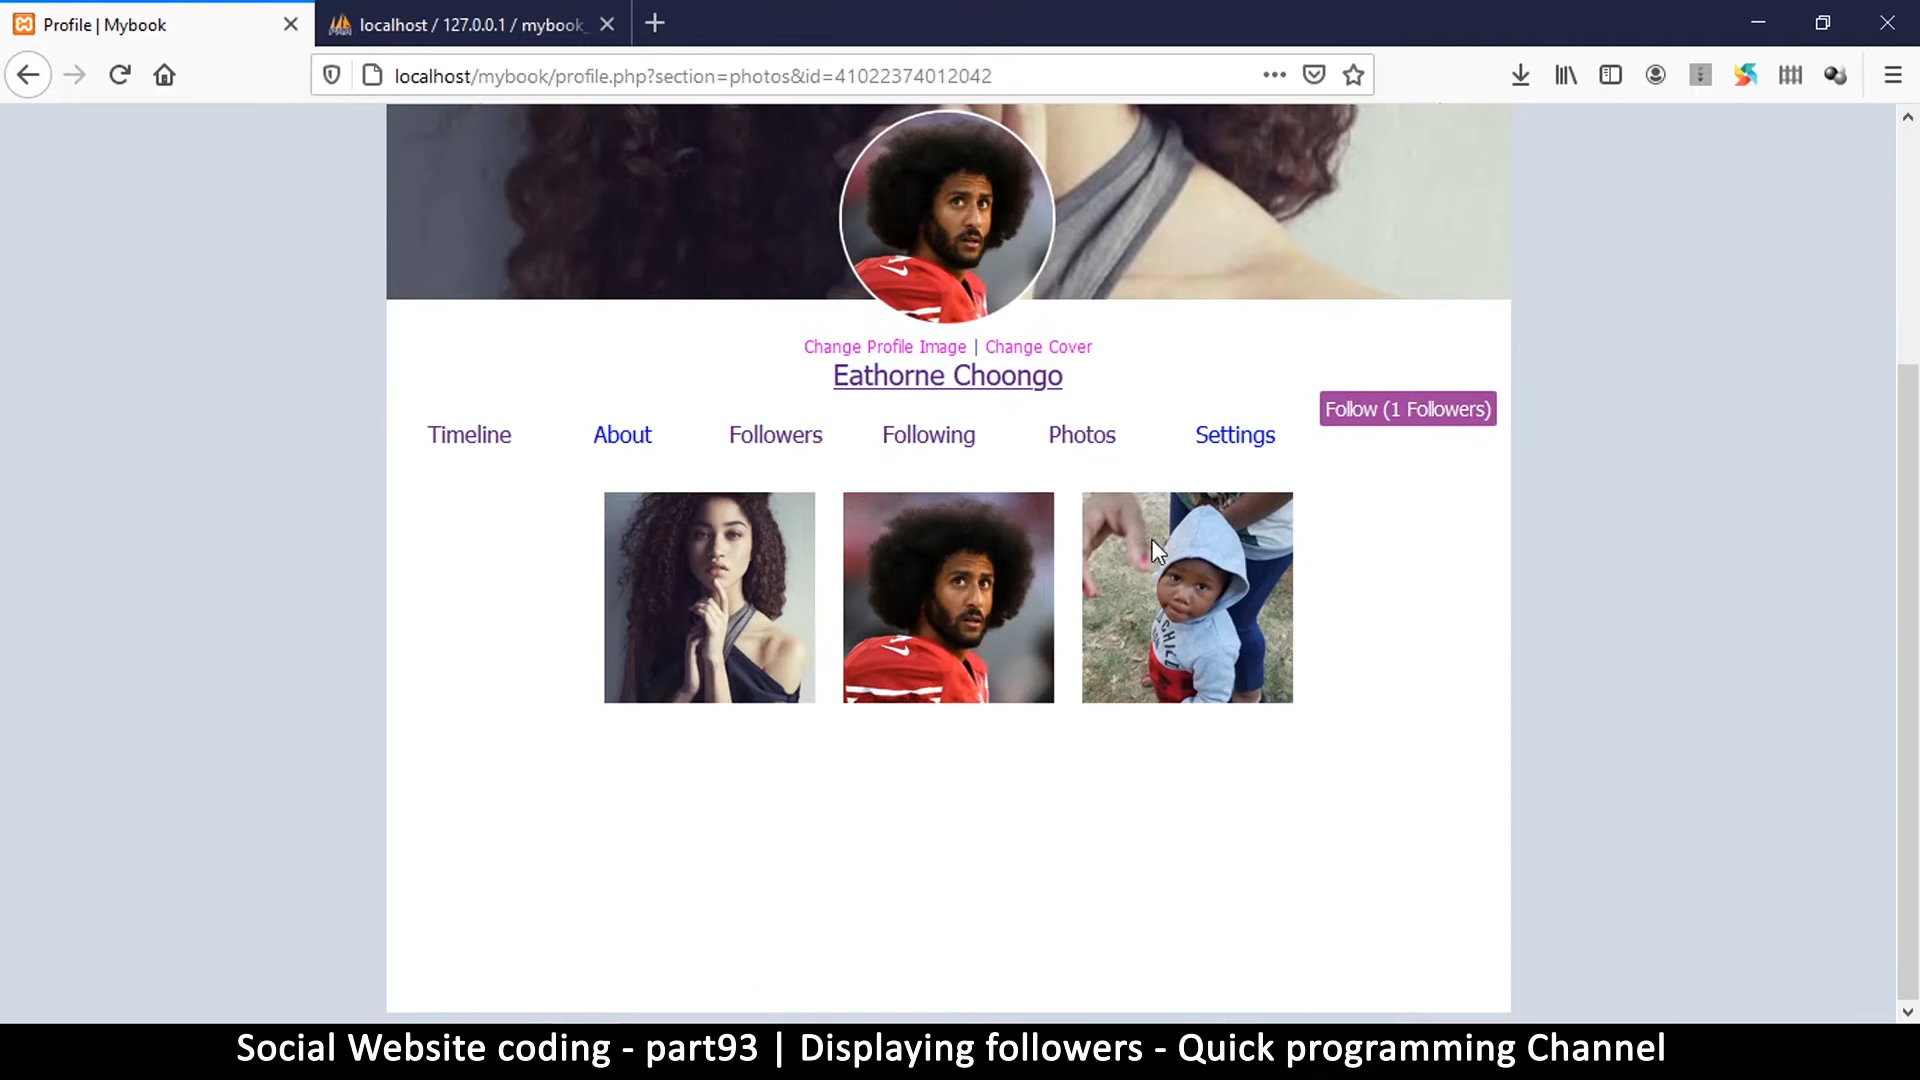 Profile | Mybook
localhost / 127.0.0.1 / mybook_
localhost/mybook/profile.php?section=photos&id=41022374012042
Change Profile Image | Change Cover
Eathorne Choongo
Follow (1 Followers)
Timeline About Followers Following Photos Settings
Social Website coding - part93 | Displaying followers - Quick programming Channel